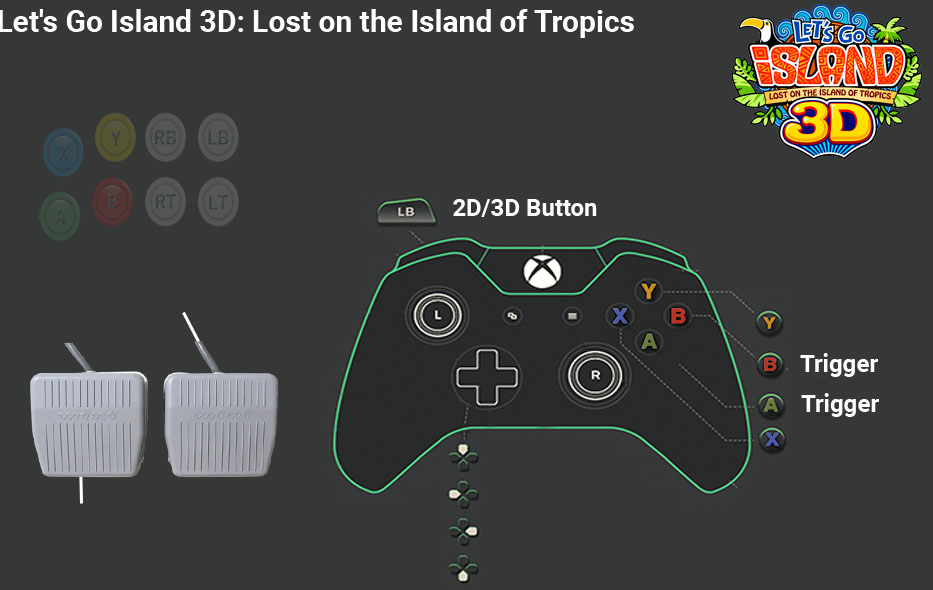 Let's Go Island 3D: Lost on the Island of Tropics
LET'S GO
ISLAND
LOST ON THE ISLAND OF TROPICS
3D
X Y RB LB
A B RT LT
LB 2D/3D Button
L
Y
X B
A
R
Y
B Trigger
A Trigger
X